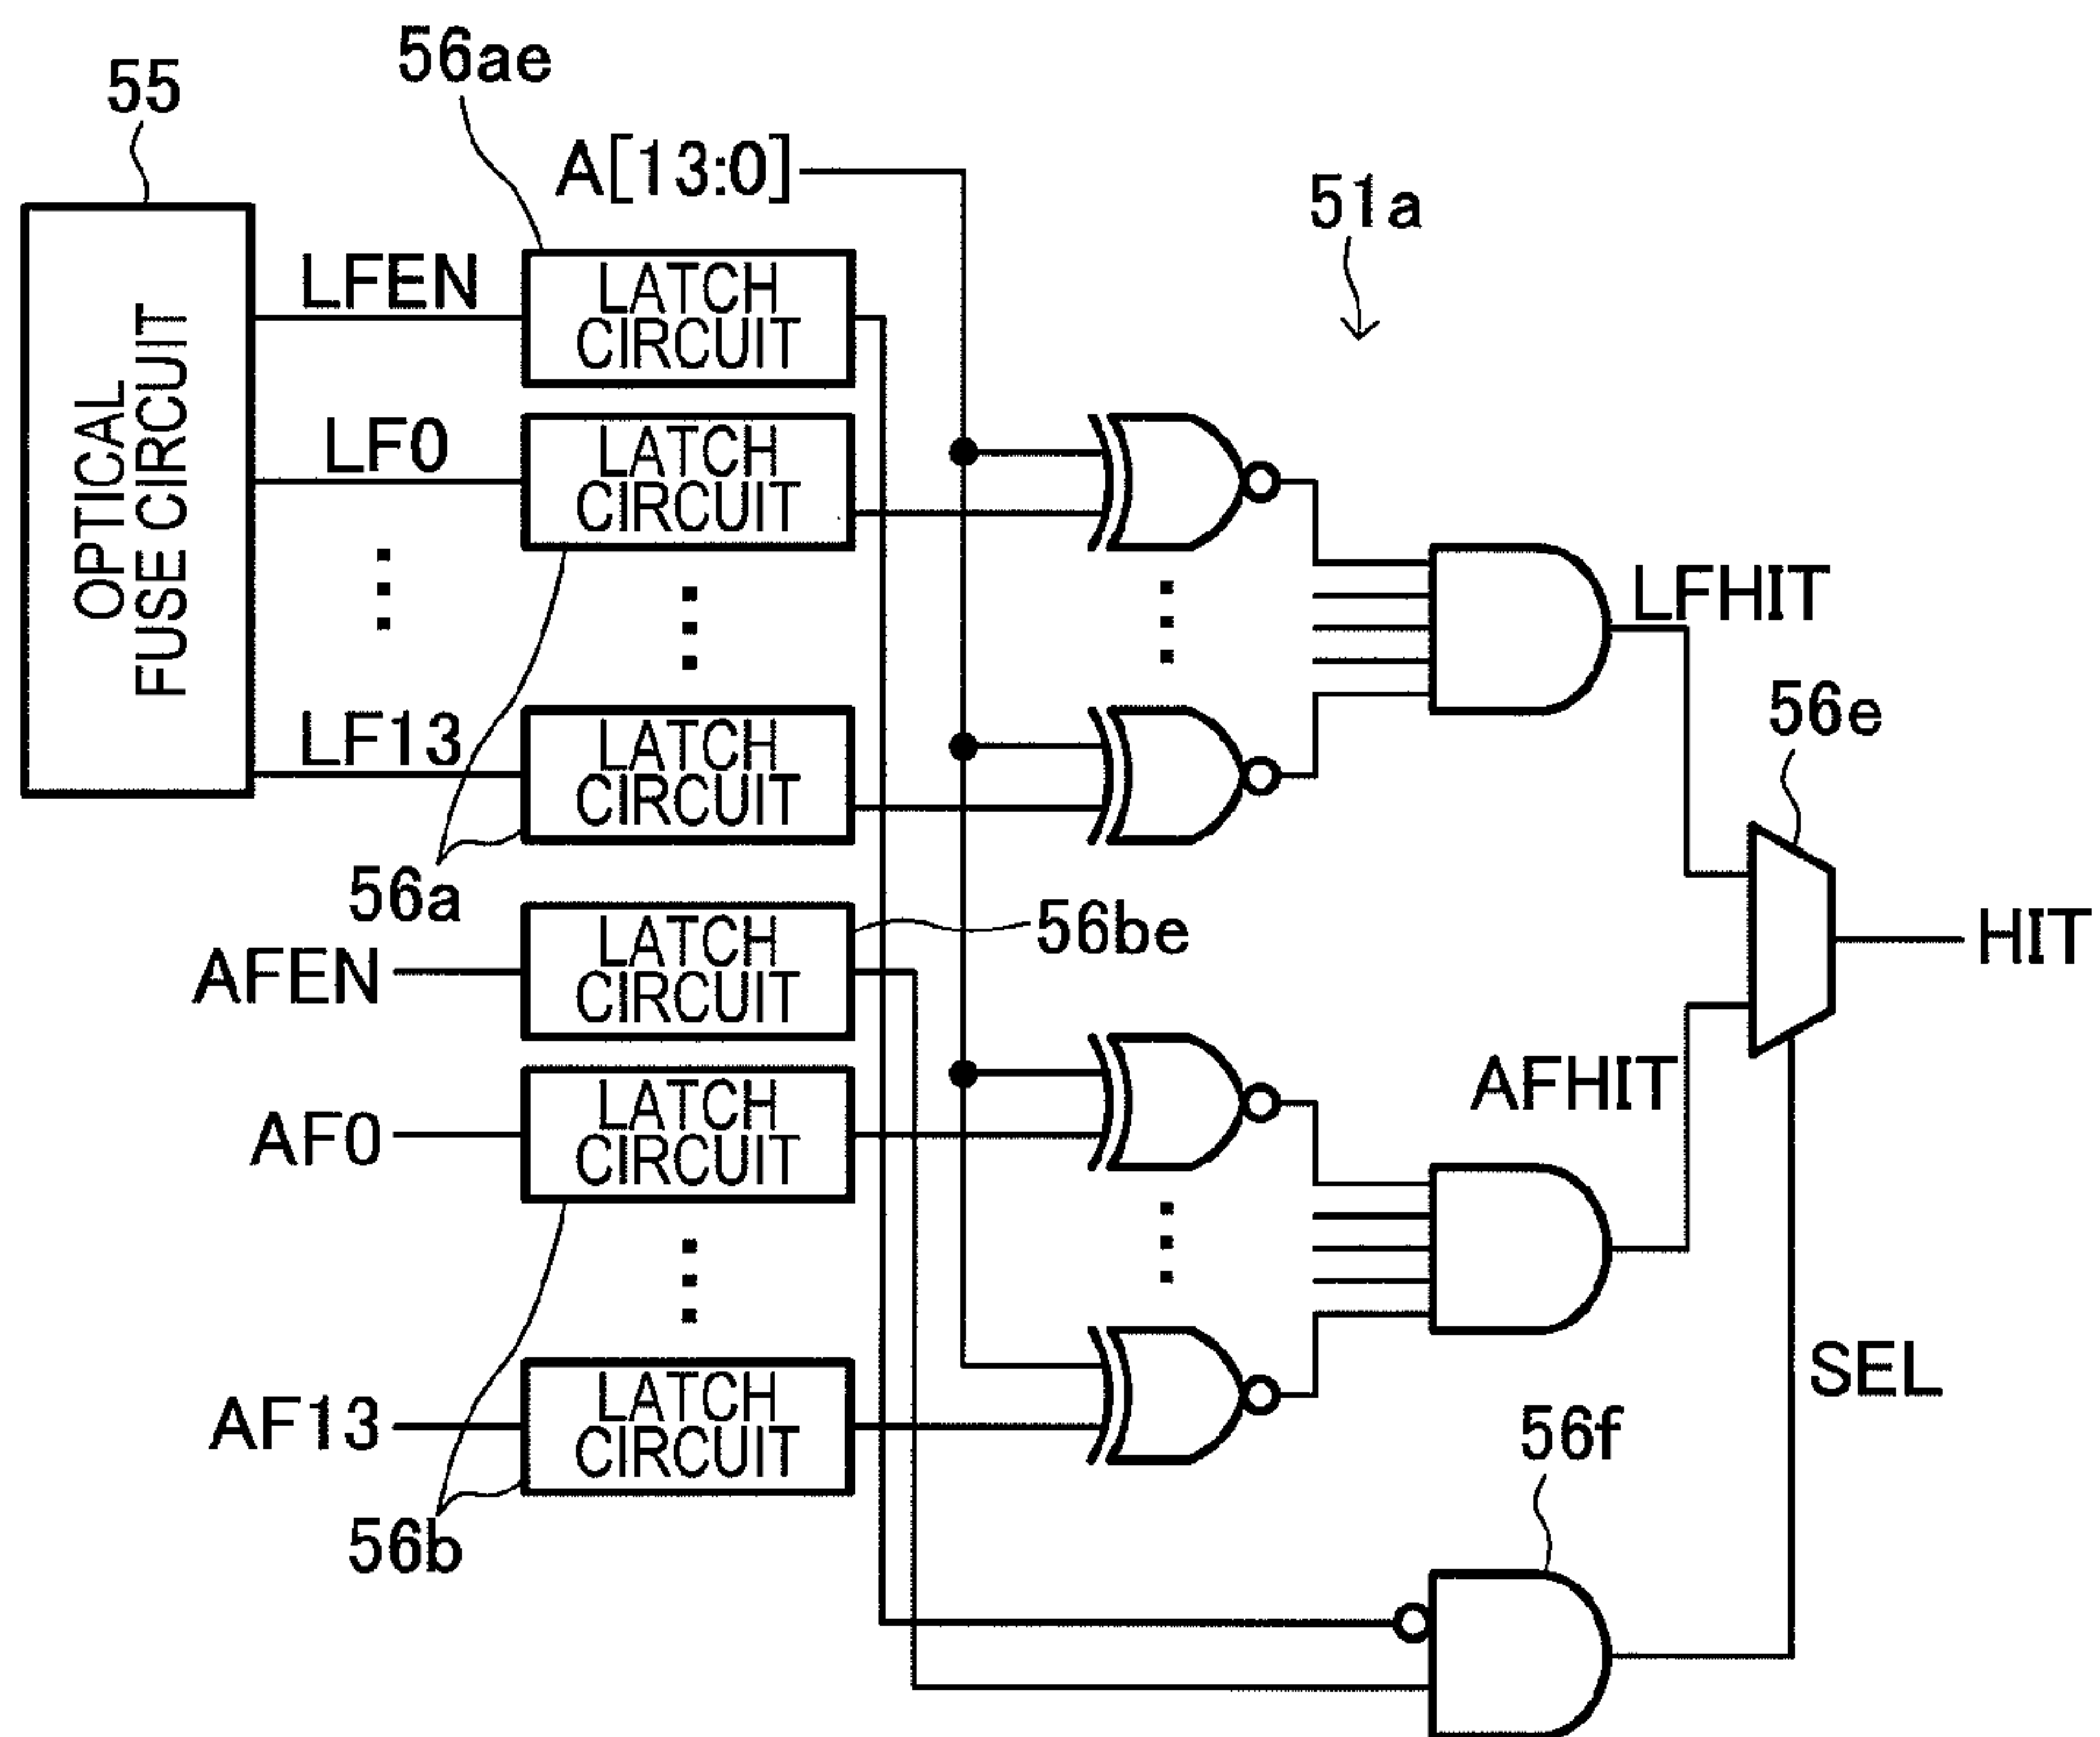 55
56ae
A[13:0]
51a
OPTICAL
FUSE CIRCUIT
LFEN
LATCH
CIRCUIT
LF0
LATCH
CIRCUIT
LFHIT
LF13
LATCH
CIRCUIT
56e
56a
56be
AFEN
LATCH
CIRCUIT
HIT
AF0
LATCH
CIRCUIT
AFHIT
AF13
LATCH
CIRCUIT
SEL
56b
56f